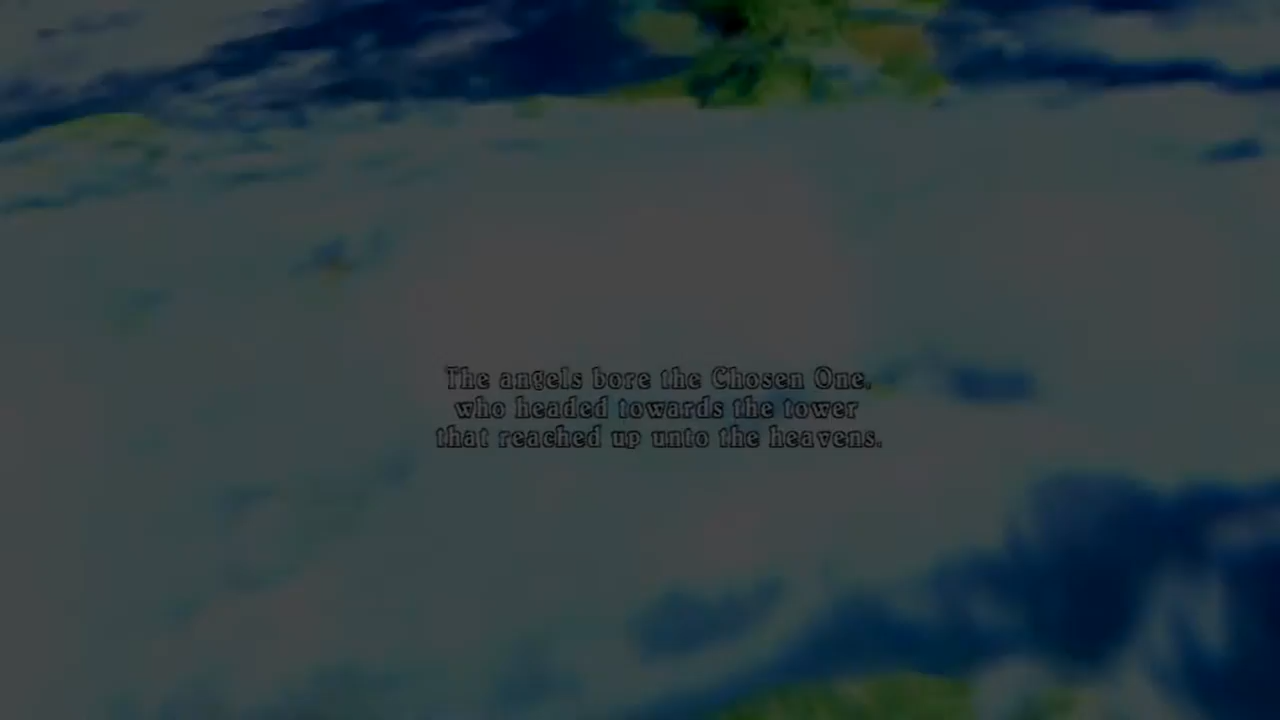 The angels bore the Chosen One,
who headed towards the tower
that reached up unto the heavens.